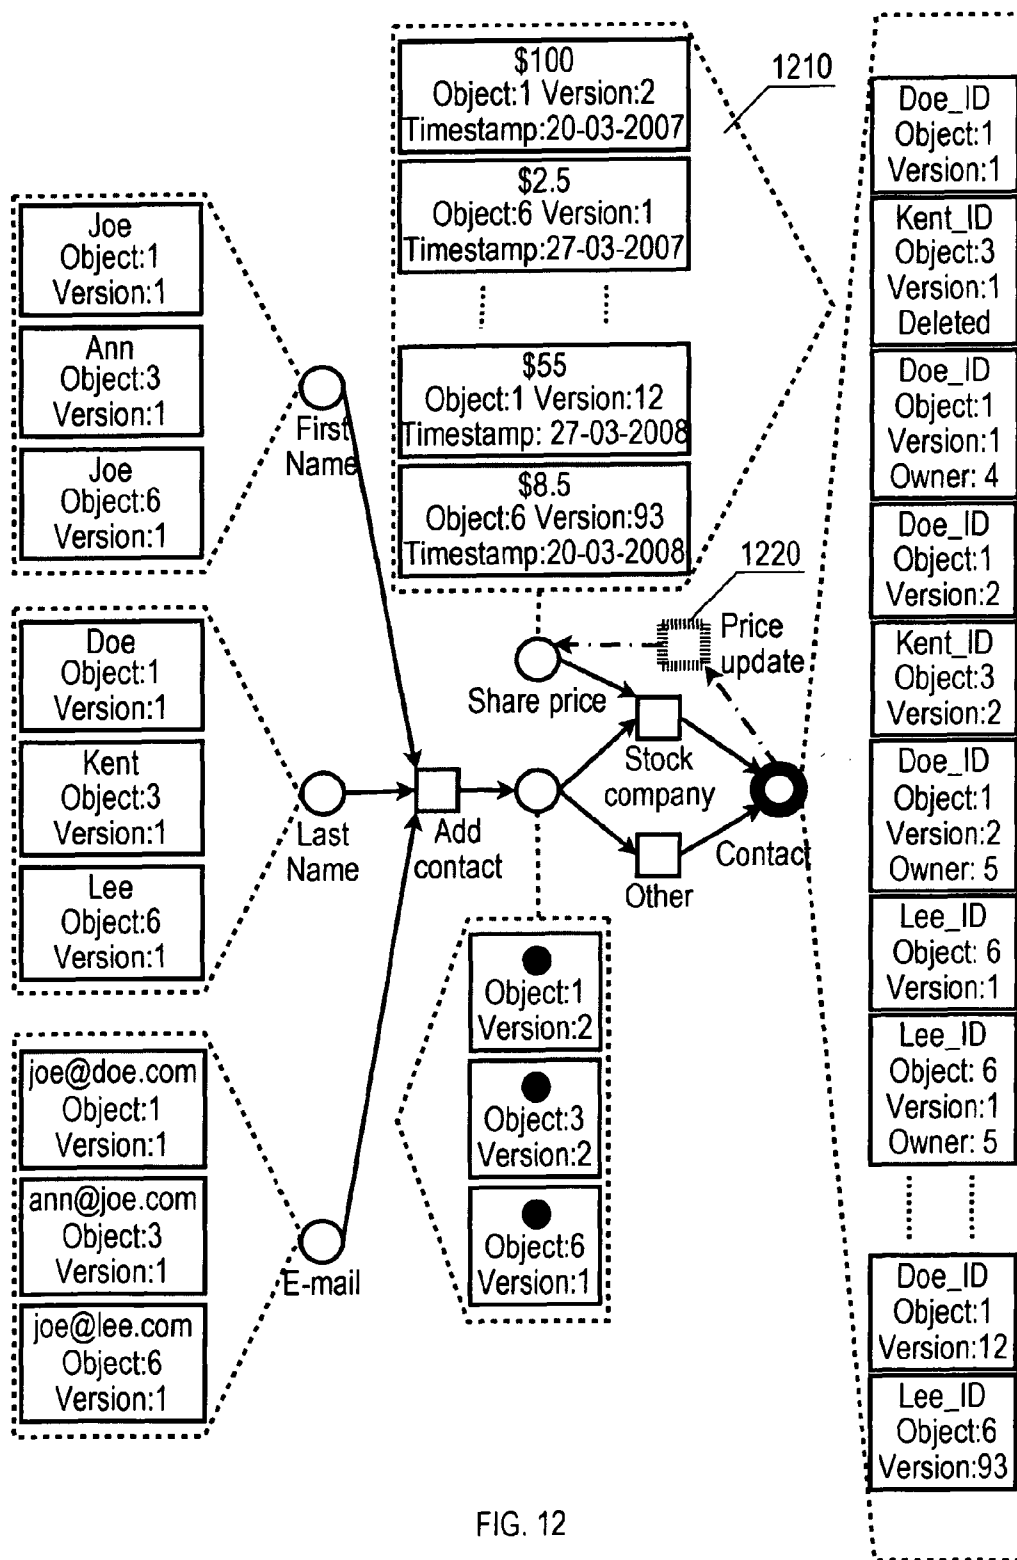 $100
Object:1 Version:2
Timestamp:20-03-2007
$2.5
Object:6 Version:1
Timestamp:27-03-2007
$55
Object:1 Version:12
Timestamp: 27-03-2008
$8.5
Object:6 Version:93
Timestamp:20-03-2008
1210
1220
Joe
Object:1
Version:1
Ann
Object:3
Version:1
Joe
Object:6
Version:1
First
Name
Doe
Object:1
Version:1
Kent
Object:3
Version:1
Lee
Object:6
Version:1
Last
Name
joe@doe.com
Object:1
Version:1
ann@joe.com
Object:3
Version:1
joe@lee.com
Object:6
Version:1
E-mail
Add
contact
Share price
Price
update
Stock
company
Other
Contact
Object:1
Version:2
Object:3
Version:2
Object:6
Version:1
Doe_ID
Object:1
Version:1
Kent_ID
Object:3
Version:1
Deleted
Doe_ID
Object:1
Version:1
Owner: 4
Doe_ID
Object:1
Version:2
Kent_ID
Object:3
Version:2
Doe_ID
Object:1
Version:2
Owner: 5
Lee_ID
Object: 6
Version:1
Lee_ID
Object: 6
Version:1
Owner: 5
Doe_ID
Object:1
Version:12
Lee_ID
Object:6
Version:93
FIG. 12